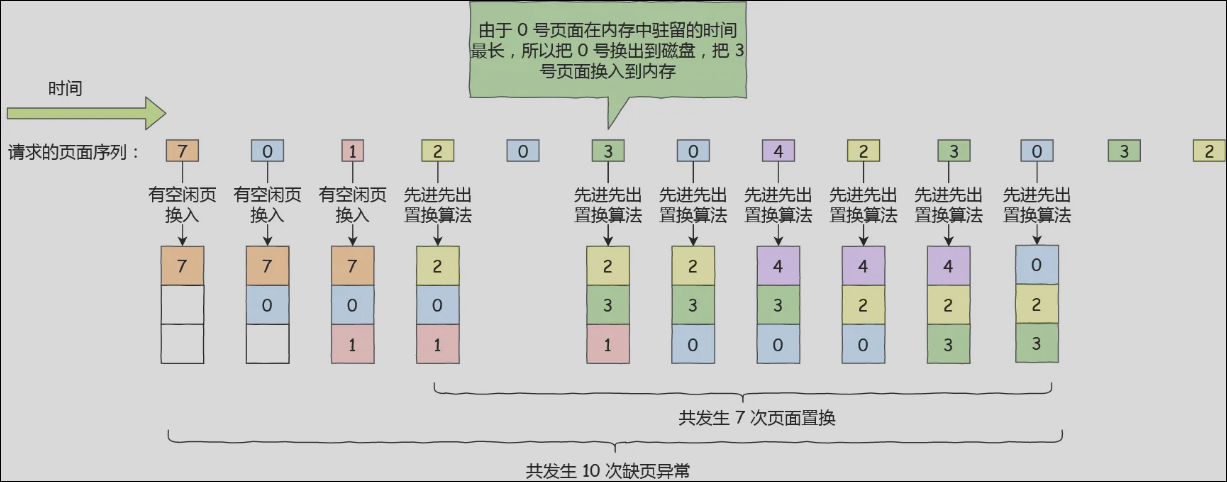 由于 0 号页面在内存中驻留的时间
最长，所以把 0 号换出到磁盘，把 3
号页面换入到内存
时间
请求的页面序列： 7 0 1 2 0 3 0 4 2 3 0 3 2
有空闲页 有空闲页 有空闲页 先进先出 先进先出 先进先出 先进先出 先进先出 先进先出 先进先出
换入 换入 换入 置换算法 置换算法 置换算法 置换算法 置换算法 置换算法 置换算法
7 7 7 2 2 2 4 4 4 0
0 0 0 3 3 3 2 2 2
1 1 1 0 0 0 3 3
共发生 7 次页面置换
共发生 10 次缺页异常